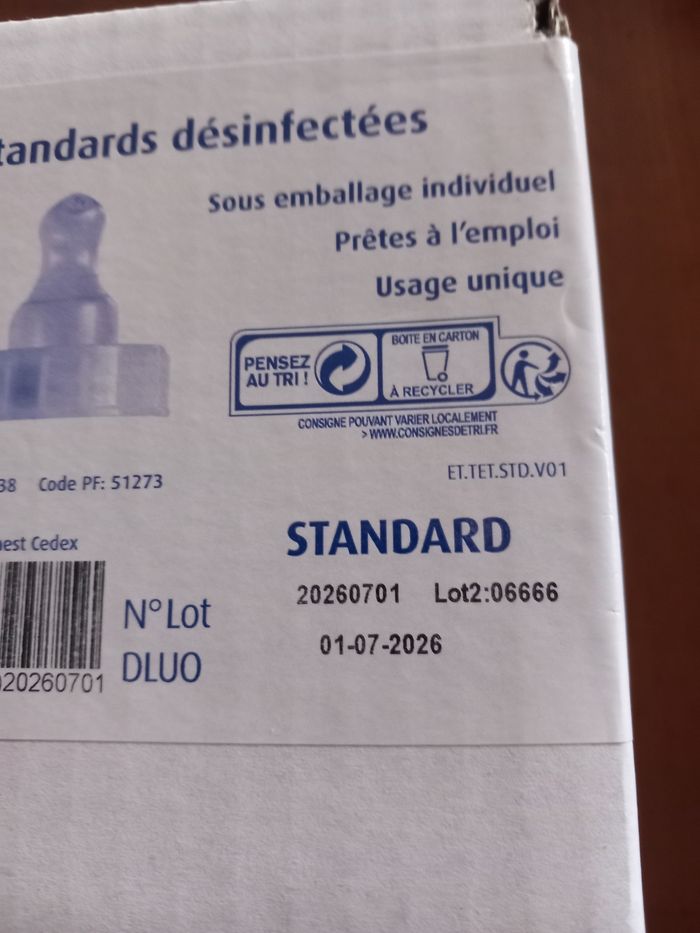 désinfectées
Sous emballage individuel
Prêtes à l'emploi
Usage unique
PENSEZ
AU TRI !
BOITE EN CARTON
À RECYCLER
CONSIGNE POUVANT VARIER LOCALEMENT
> WWW.CONSIGNESDETRI.FR
38 Code PF: 51273
ET.TET.STD.V01
STANDARD
Cedex
N° Lot 20260701 Lot2:06666
DLUO 01-07-2026
020260701